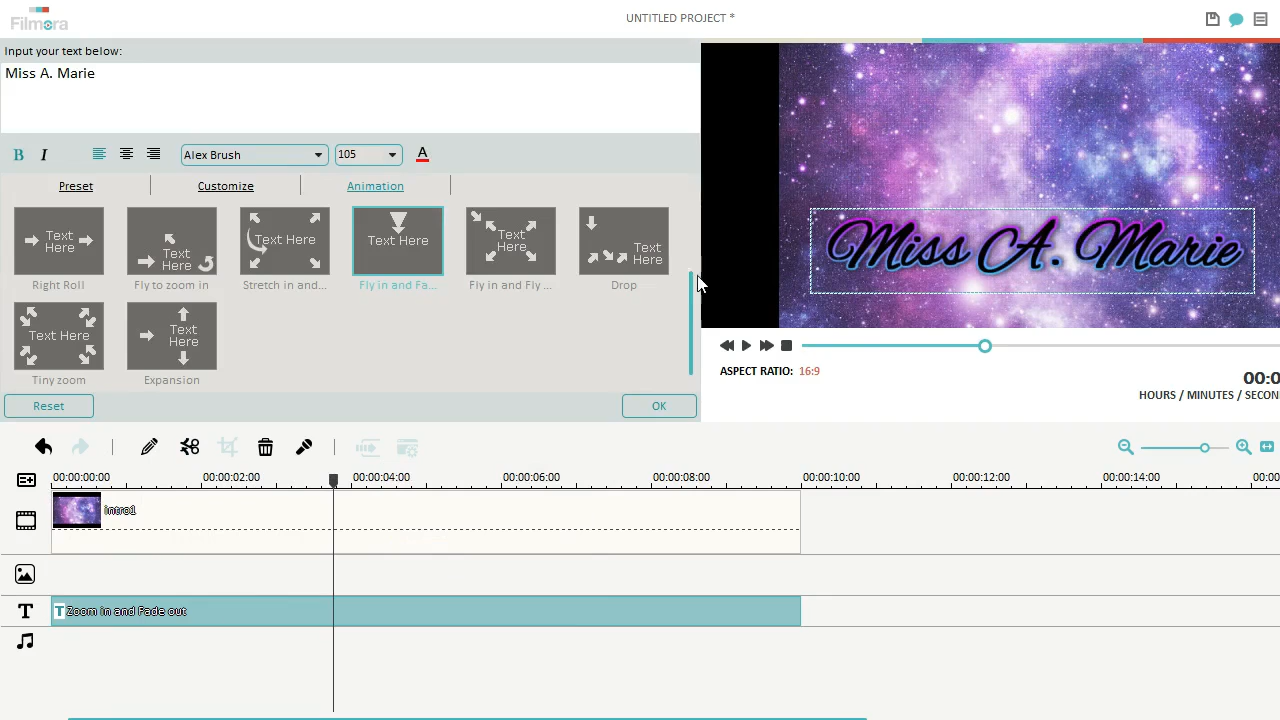 Filmora
UNTITLED PROJECT *
Input your text below:
Miss A. Marie
B I Alex Brush 105 A
Preset Customize Animation
Text Here
Right Roll
Text Here
Fly to zoom in
Text Here
Stretch in and...
Text Here
Fly in and Fa...
Text Here
Fly in and Fly ...
Text Here
Drop
Text Here
Tiny zoom
Text Here
Expansion
Reset OK
Miss A. Marie
ASPECT RATIO: 16:9
00:0
HOURS / MINUTES / SECON
00:00:00:00 00:00:02:00 00:00:04:00 00:00:06:00 00:00:08:00 00:00:10:00 00:00:12:00 00:00:14:00 00:00
intro1
T T Zoom in and Fade out